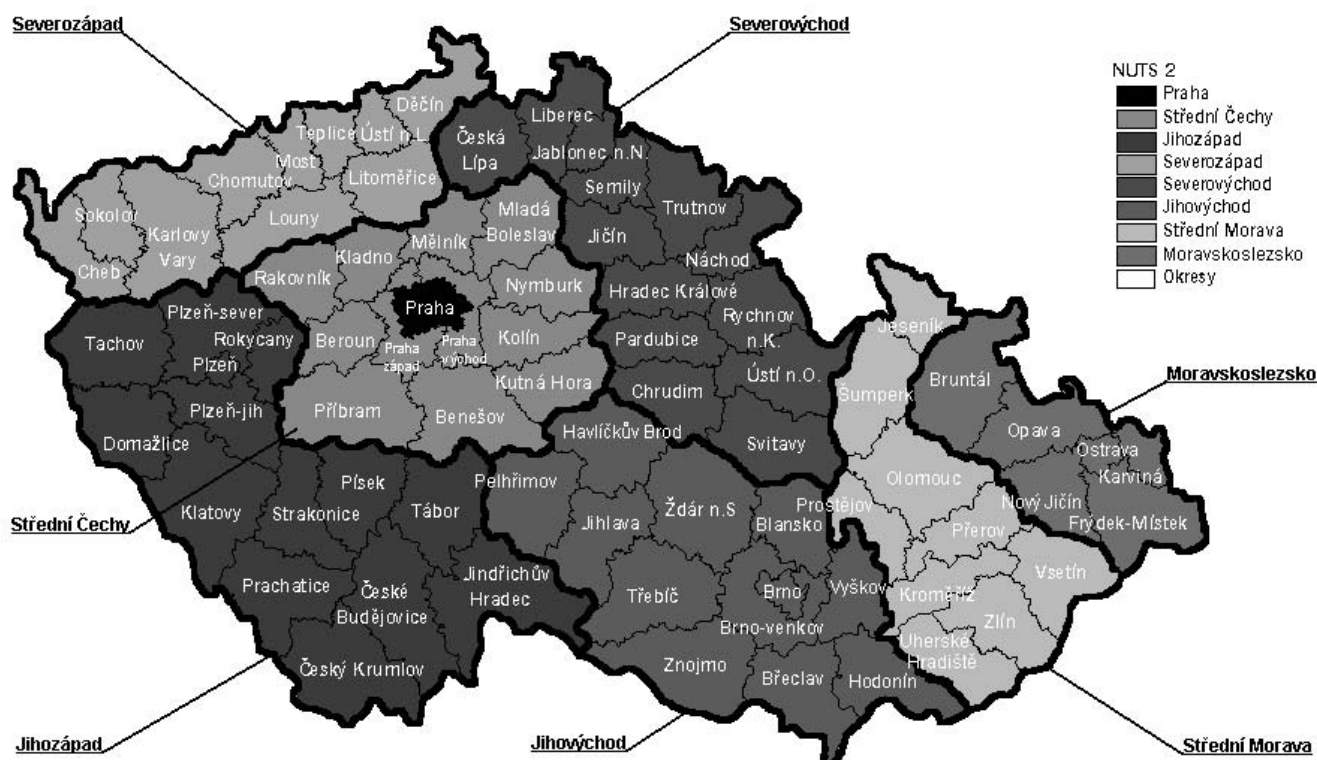 Severozápad
Severovýchod
NUTS 2
Praha
Střední Čechy
Jihozápad
Severozápad
Severovýchod
Jihovýchod
Střední Morava
Moravskoslezsko
Okresy
Děčín
Teplice
Ústí n.L.
Most
Chomutov
Litoměřice
Sokolov
Louny
Karlovy
Vary
Cheb
Liberec
Česká
Lípa
Jablonec n.N.
Semily
Trutnov
Jičín
Náchod
Hradec Králové
Rychnov
n.K.
Pardubice
Ústí n.O.
Chrudim
Svitavy
Mladá
Boleslav
Mělník
Kladno
Rakovník
Nymburk
Praha
Beroun
Praha
západ
Praha
východ
Kolín
Kutná Hora
Příbram
Benešov
Plzeň-sever
Rokycany
Tachov
Plzeň
Plzeň-jih
Domažlice
Klatovy
Písek
Strakonice
Tábor
Prachatice
České
Budějovice
Jindřichův
Hradec
Český Krumlov
Havlíčkův Brod
Pelhřimov
Jihlava
Ždár n.S
Blansko
Třebíč
Brno
Vyškov
Brno-venkov
Znojmo
Břeclav
Hodonín
Jeseník
Šumperk
Olomouc
Prostějov
Přerov
Vsetín
Kroměříž
Zlín
Uherské
Hradiště
Bruntál
Opava
Ostrava
Karviná
Nový Jičín
Frýdek-Místek
Moravskoslezsko
Střední Čechy
Jihozápad
Jihovýchod
Střední Morava